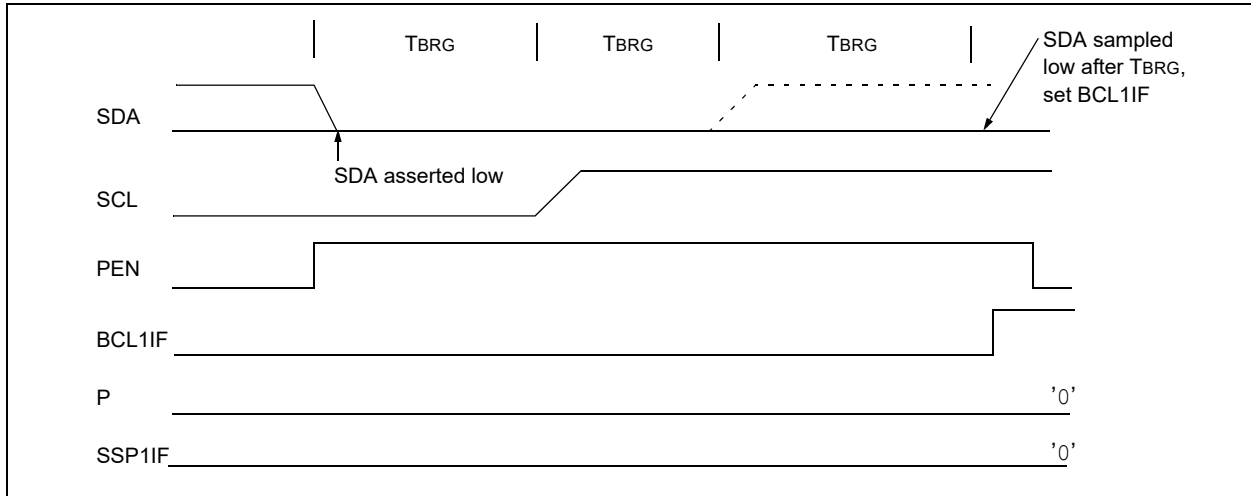 TBRG TBRG TBRG
SDA sampled
low after TBRG,
set BCL1IF
SDA
SDA asserted low
SCL
PEN
BCL1IF
P '0'
SSP1IF '0'